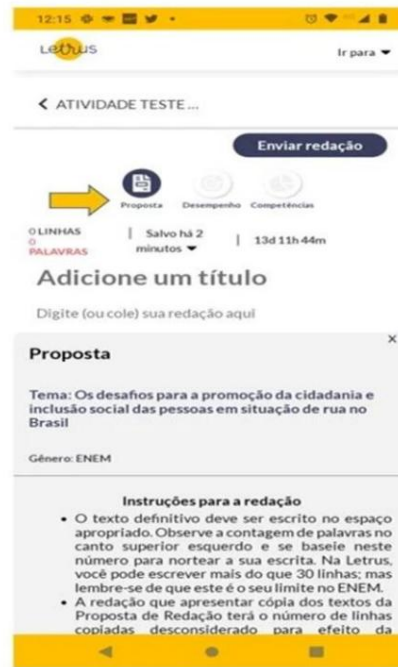 12:15
Letrus
Ir para
ATIVIDADE TESTE ...
Enviar redação
Proposta Desempenho Competências
0 LINHAS
0 PALAVRAS
Salvo há 2 minutos
13d 11h 44m
Adicione um título
Digite (ou cole) sua redação aqui
×
Proposta
Tema: Os desafios para a promoção da cidadania e
inclusão social das pessoas em situação de rua no
Brasil
Gênero: ENEM
Instruções para a redação
• O texto definitivo deve ser escrito no espaço
apropriado. Observe a contagem de palavras no
canto superior esquerdo e se baseie neste
número para nortear a sua escrita. Na Letrus,
você pode escrever mais do que 30 linhas; mas
lembre-se de que este é o seu limite no ENEM.
• A redação que apresentar cópia dos textos da
Proposta de Redação terá o número de linhas
copiadas desconsiderado para efeito da